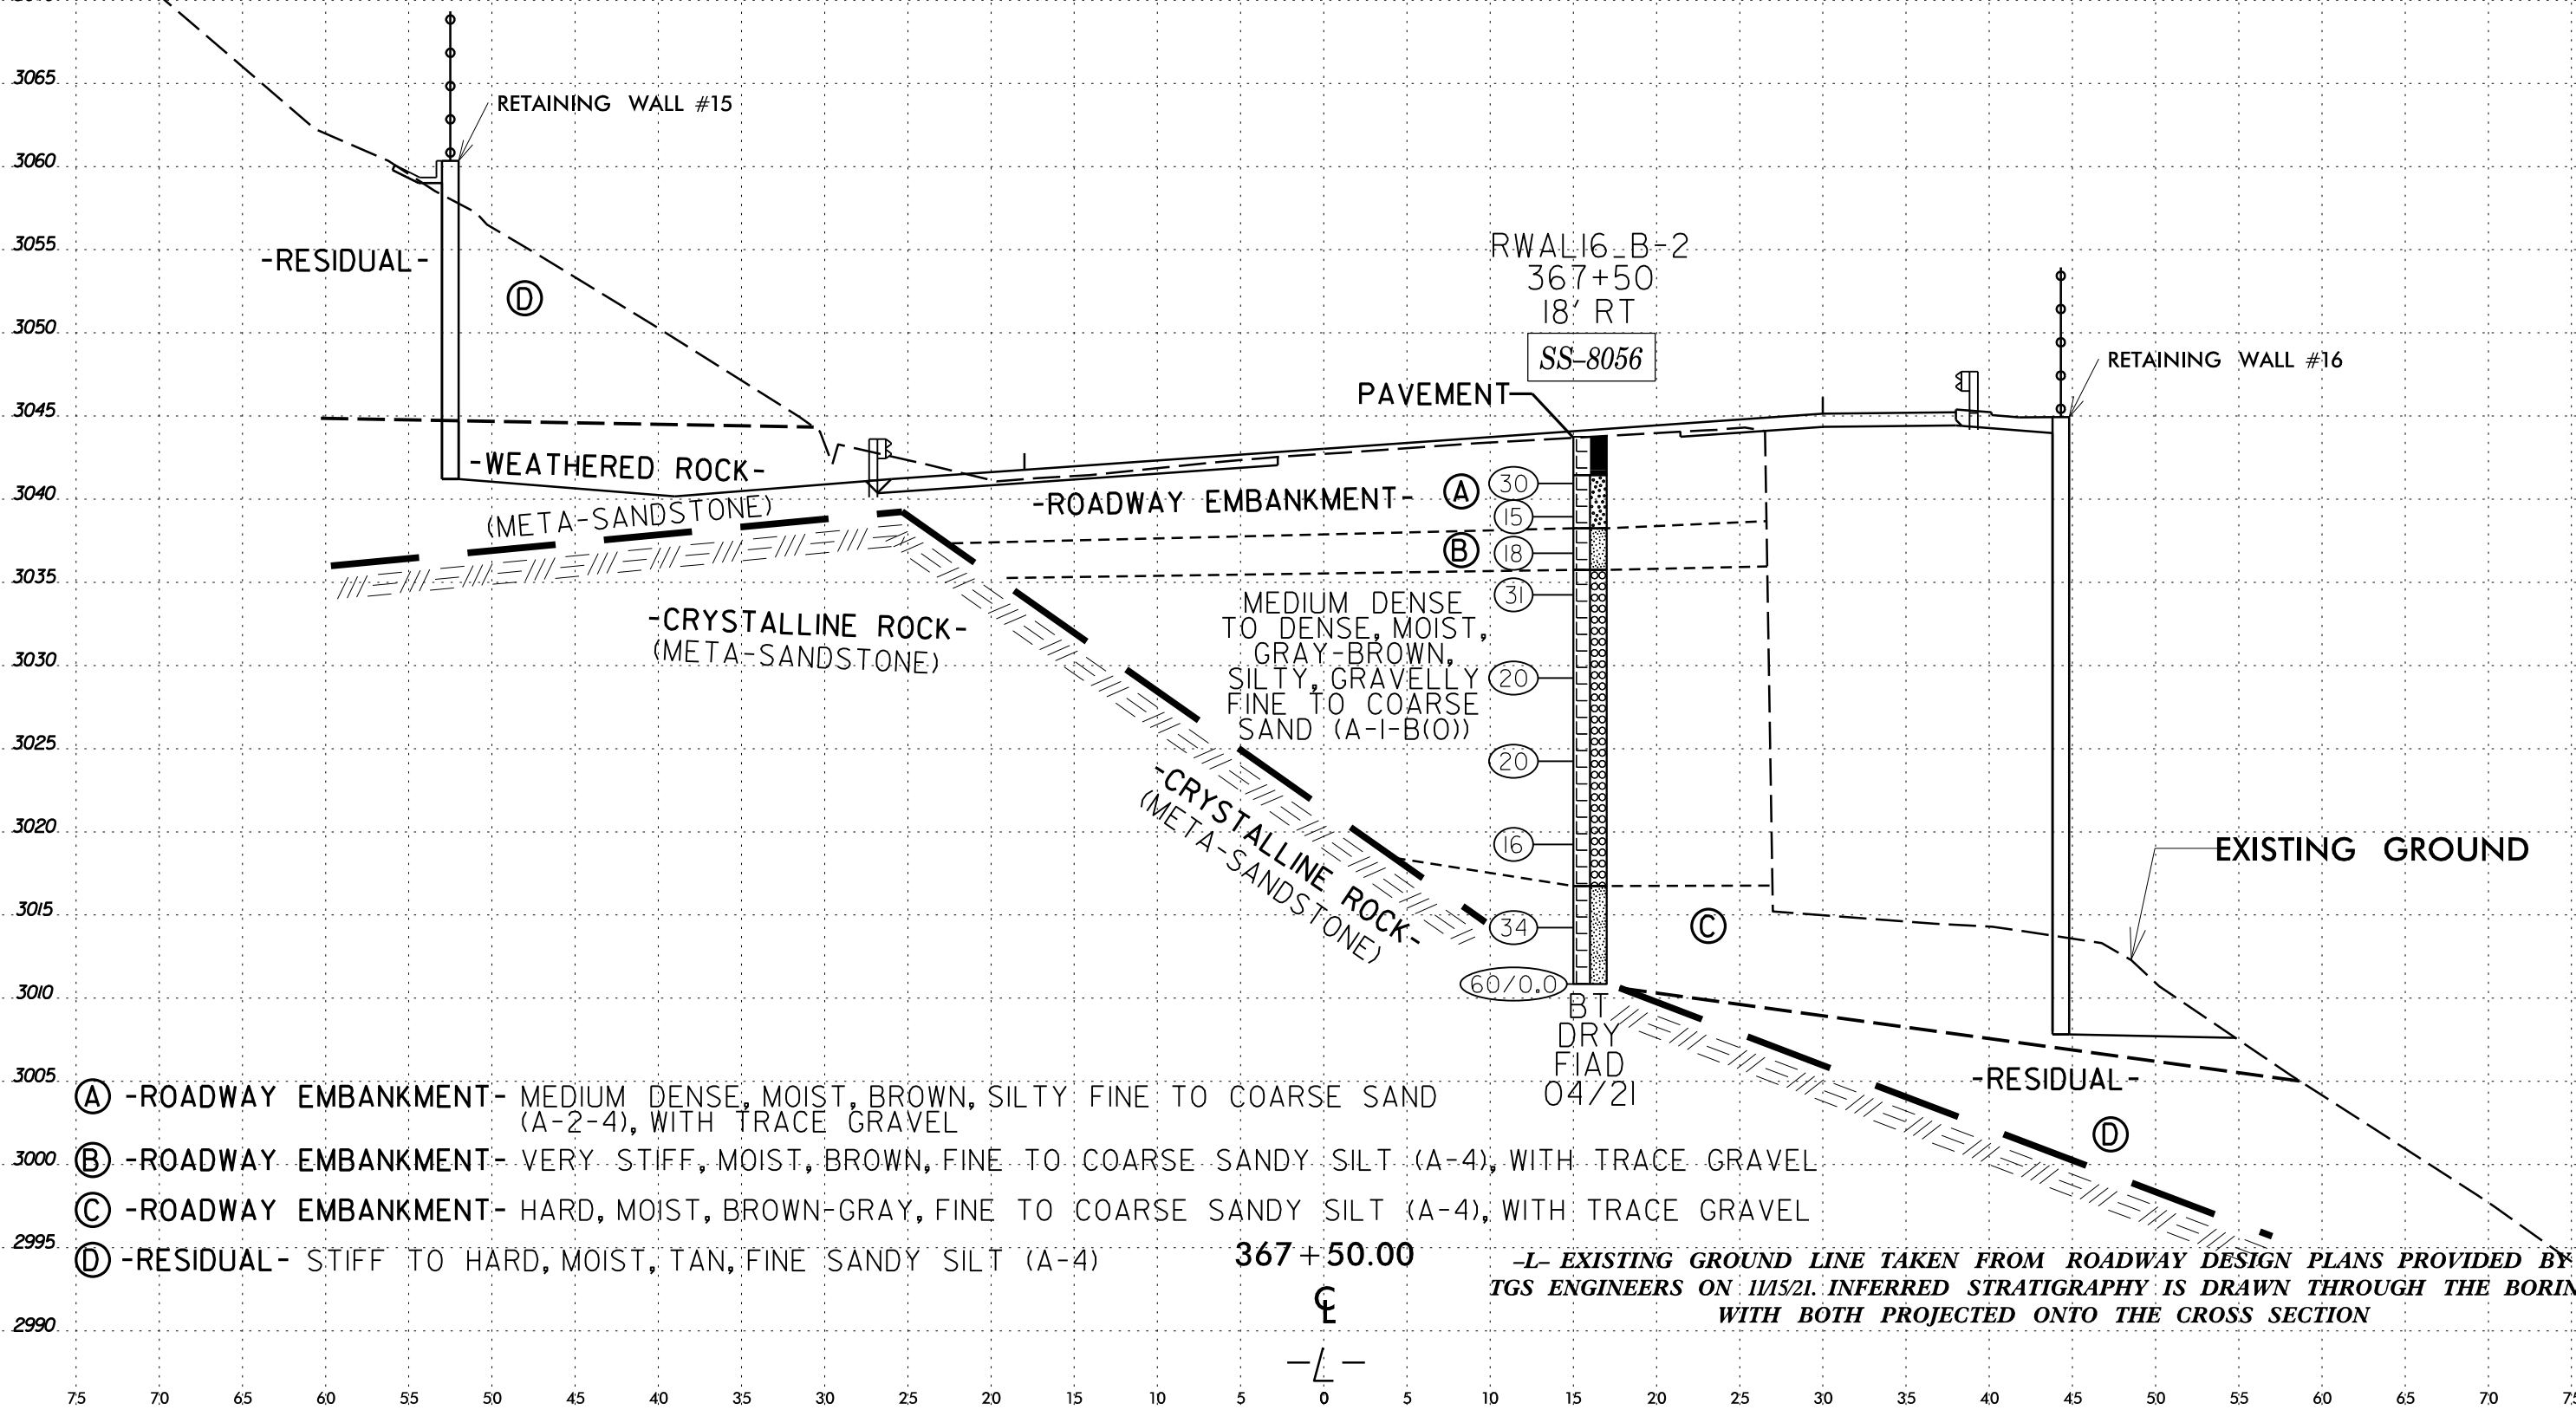 3065
RETAINING WALL #15
3060
-RESIDUAL-
3055
D
3050
RWAL16_B-2
367+50
18' RT
SS-8056
RETAINING WALL #16
PAVEMENT
3045
-WEATHERED ROCK-
(META-SANDSTONE)
3040
-ROADWAY EMBANKMENT-
A
30
15
B
18
3035
31
-CRYSTALLINE ROCK-
(META-SANDSTONE)
MEDIUM DENSE
TO DENSE, MOIST,
GRAY-BROWN,
SILTY, GRAVELLY
FINE TO COARSE
SAND (A-1-B(0))
3030
20
3025
20
-CRYSTALLINE ROCK-
(META-SANDSTONE)
3020
16
EXISTING GROUND
3015
34
C
3010
60/0.0
BT
DRY
FIAD
04/21
3005
-RESIDUAL-
D
A -ROADWAY EMBANKMENT- MEDIUM DENSE, MOIST, BROWN, SILTY FINE TO COARSE SAND
(A-2-4), WITH TRACE GRAVEL
3000
B -ROADWAY EMBANKMENT- VERY STIFF, MOIST, BROWN, FINE TO COARSE SANDY SILT (A-4), WITH TRACE GRAVEL
C -ROADWAY EMBANKMENT- HARD, MOIST, BROWN-GRAY, FINE TO COARSE SANDY SILT (A-4), WITH TRACE GRAVEL
2995
D -RESIDUAL- STIFF TO HARD, MOIST, TAN, FINE SANDY SILT (A-4)
367+50.00
-L- EXISTING GROUND LINE TAKEN FROM ROADWAY DESIGN PLANS PROVIDED BY
TGS ENGINEERS ON 11/15/21. INFERRED STRATIGRAPHY IS DRAWN THROUGH THE BORIN
WITH BOTH PROJECTED ONTO THE CROSS SECTION
2990
℄
-L-
75 70 65 60 55 50 45 40 35 30 25 20 15 10 5 0 5 10 15 20 25 30 35 40 45 50 55 60 65 70 75